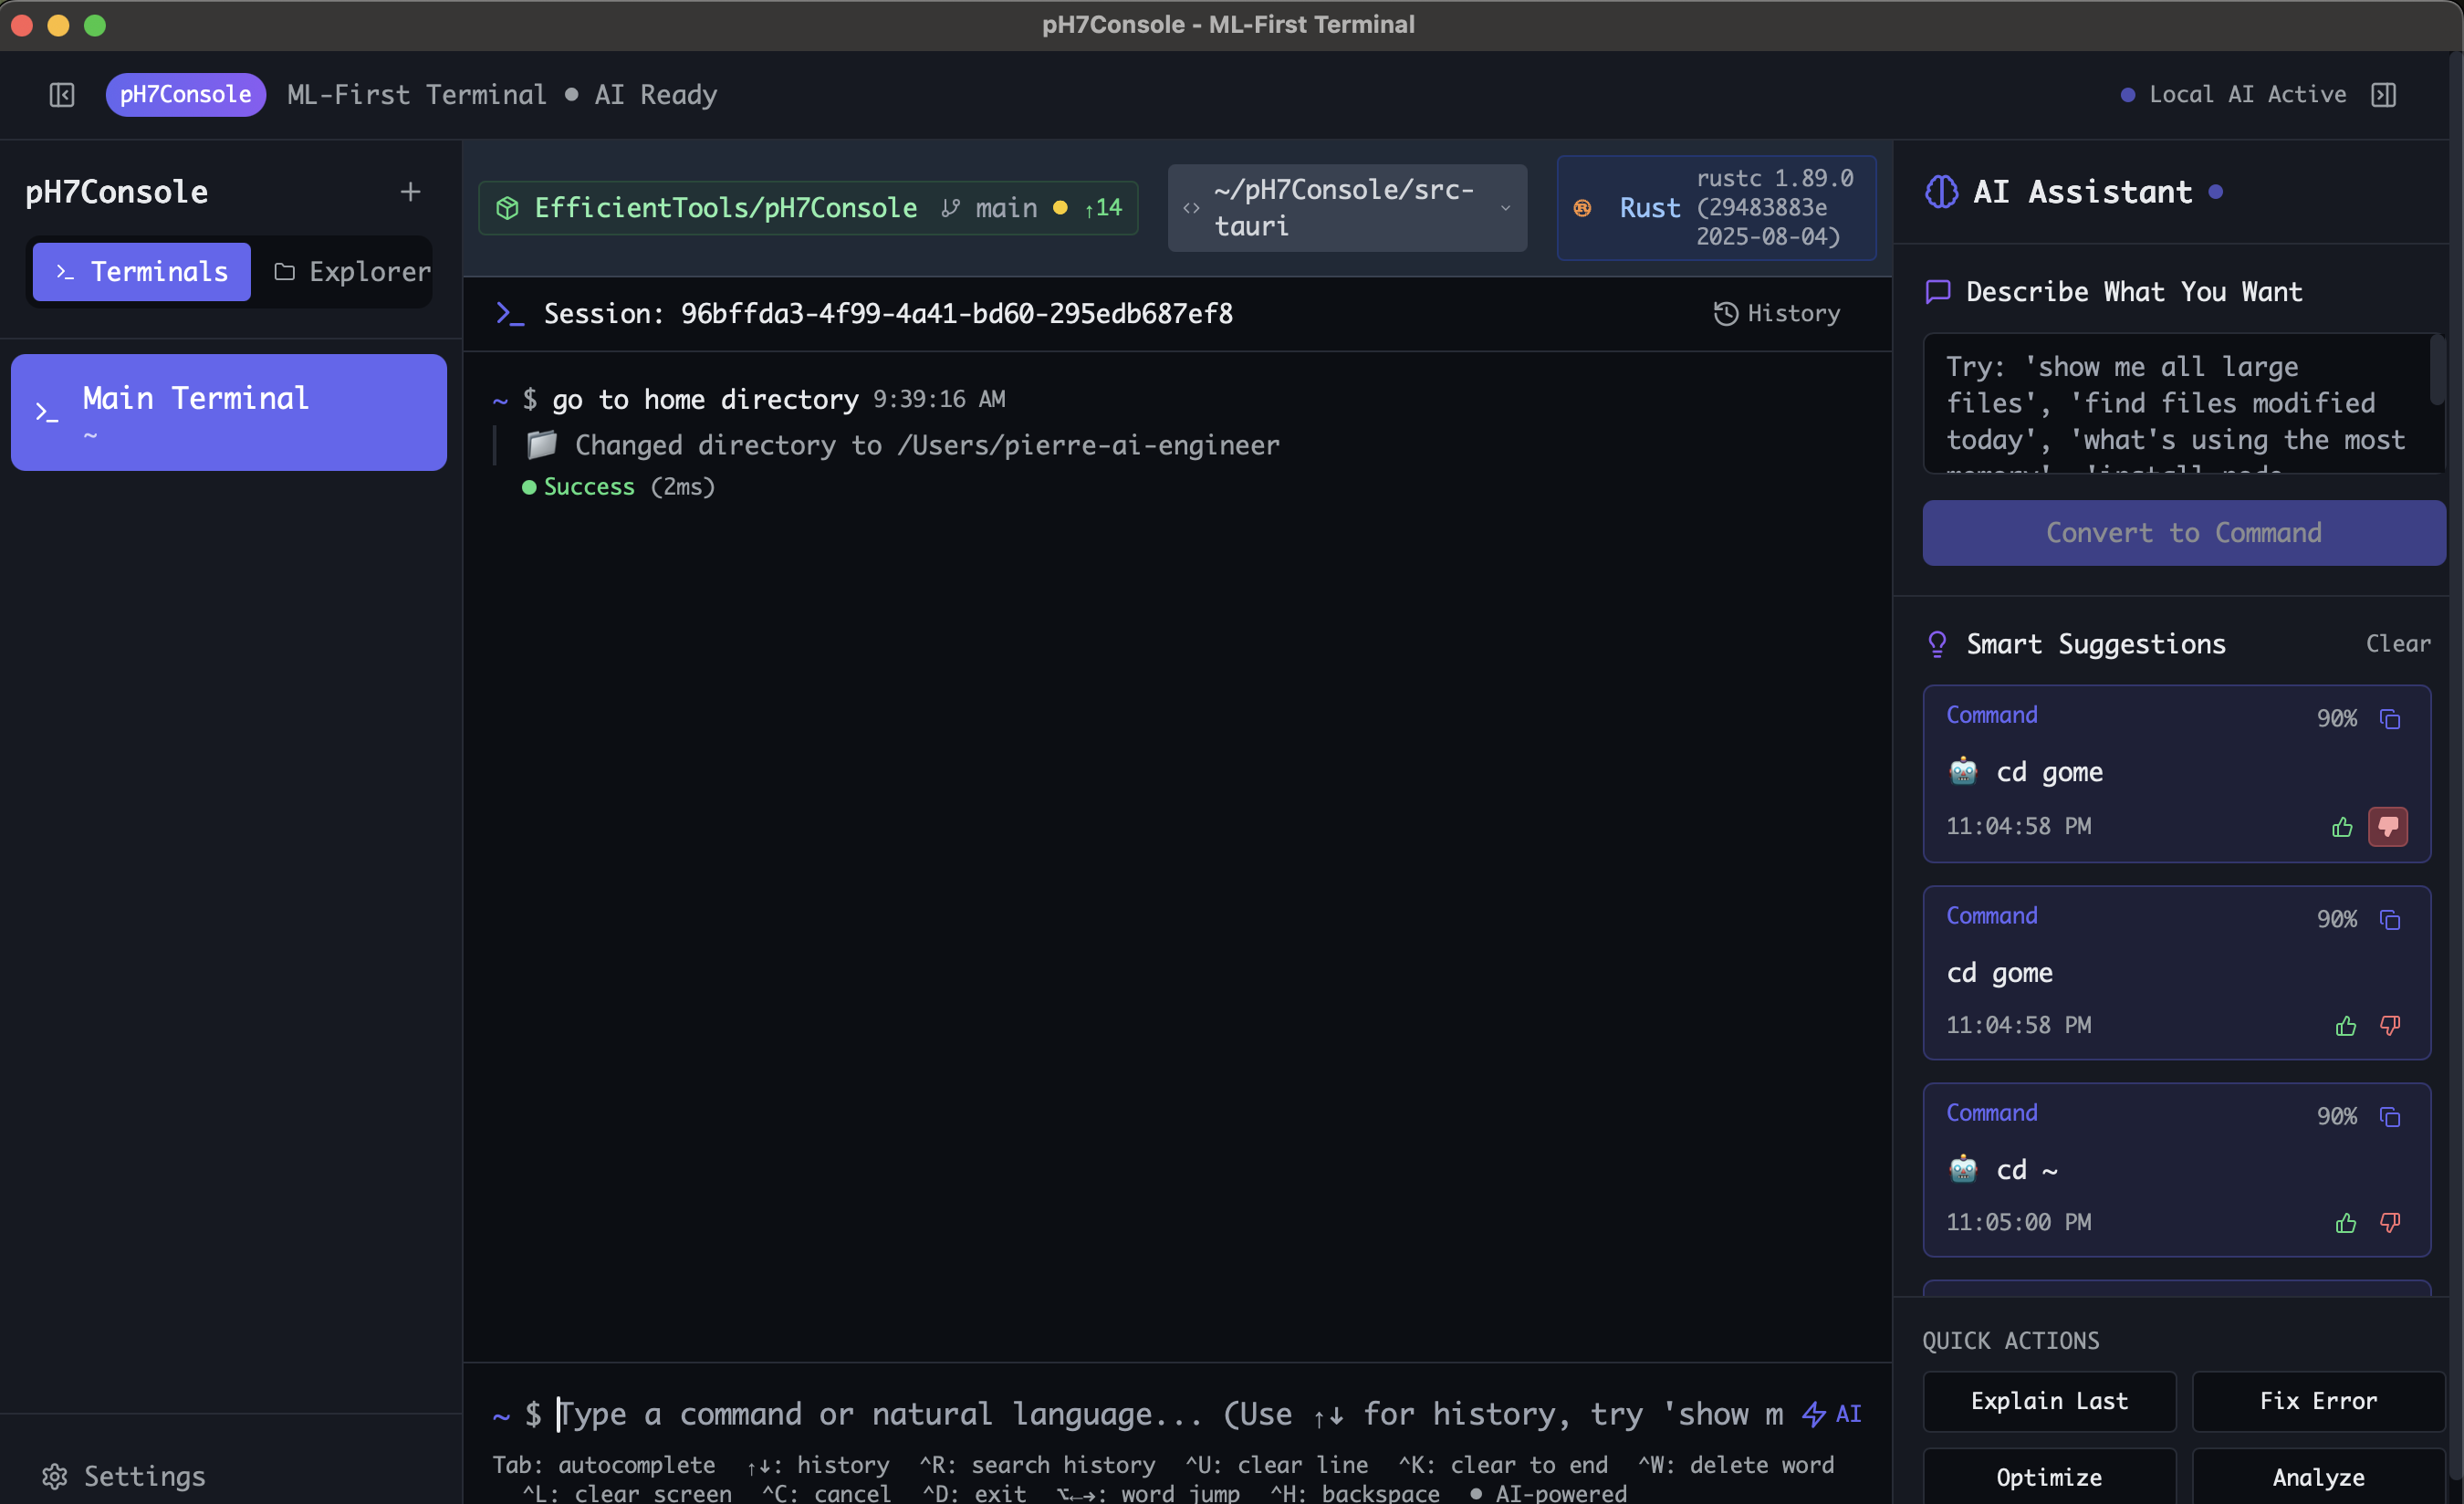 pH7Console - ML-First Terminal
pH7Console ML-First Terminal ● AI Ready
● Local AI Active
pH7Console +
>_ Terminals
Explorer
>_ Main Terminal
~
Settings
EfficientTools/pH7Console main ↑14
<> ~/pH7Console/src-
tauri
Rust
rustc 1.89.0
(29483883e
2025-08-04)
>_ Session: 96bffda3-4f99-4a41-bd60-295edb687ef8
History
~ $ go to home directory 9:39:16 AM
📁 Changed directory to /Users/pierre-ai-engineer
● Success (2ms)
~ $ Type a command or natural language... (Use ↑↓ for history, try 'show m
AI
Tab: autocomplete ↑↓: history ^R: search history ^U: clear line ^K: clear to end ^W: delete word
^L: clear screen ^C: cancel ^D: exit ⌥←→: word jump ^H: backspace ● AI-powered
AI Assistant
Describe What You Want
Try: 'show me all large
files', 'find files modified
today', 'what's using the most
memory', 'install node
Convert to Command
Smart Suggestions
Clear
Command 90%
🤖 cd gome
11:04:58 PM
Command 90%
cd gome
11:04:58 PM
Command 90%
🤖 cd ~
11:05:00 PM
QUICK ACTIONS
Explain Last
Fix Error
Optimize
Analyze